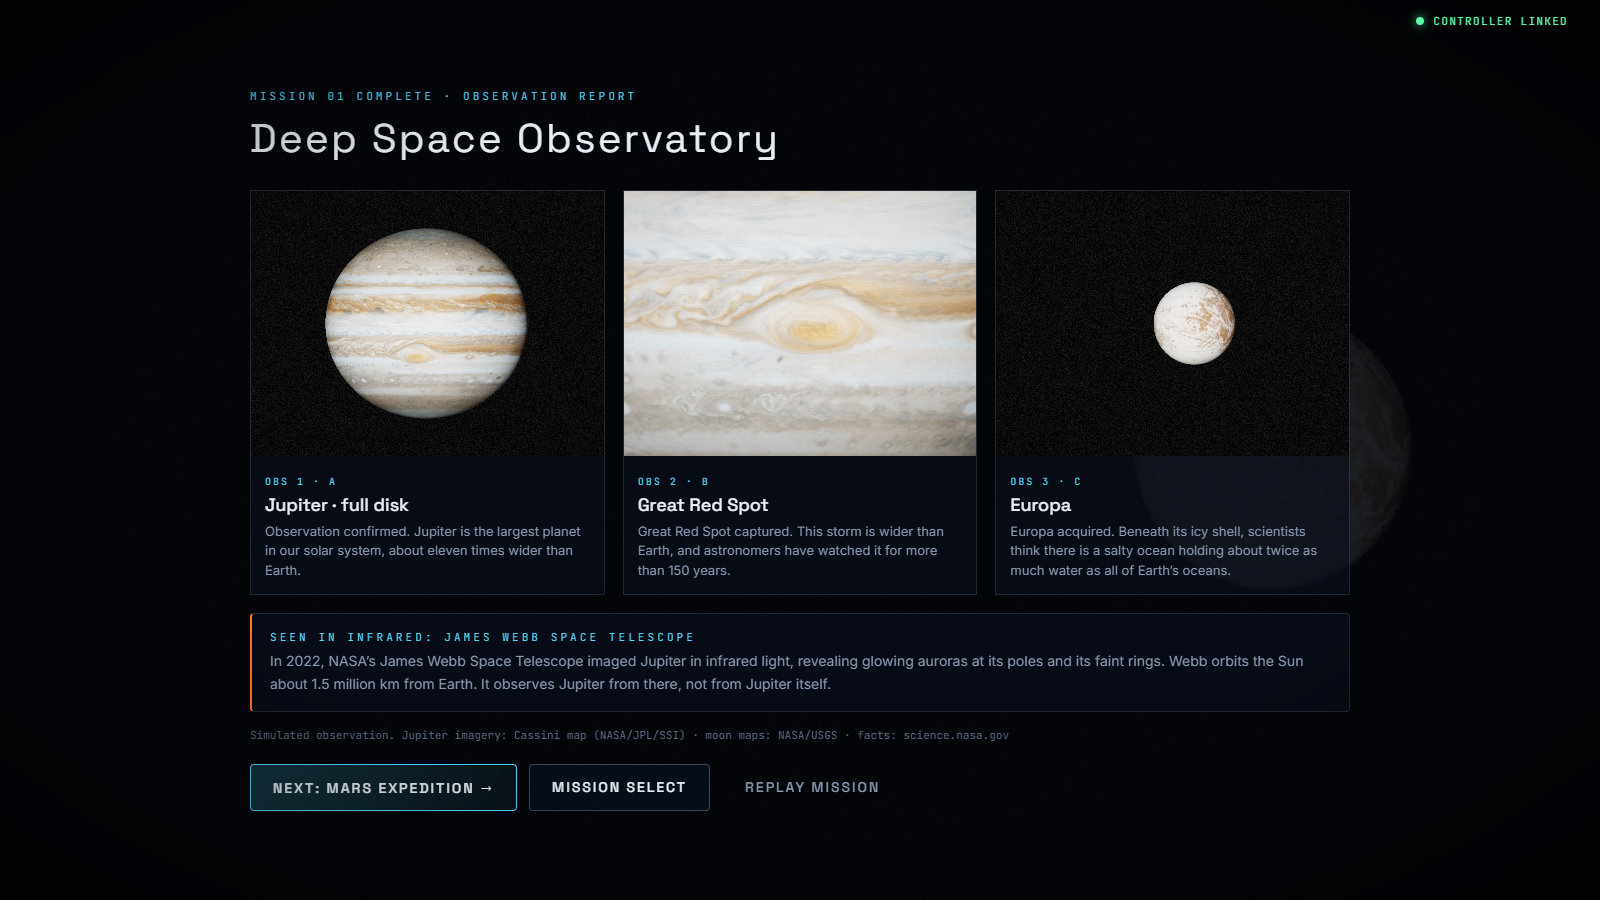 CONTROLLER LINKED
MISSION 01 COMPLETE · OBSERVATION REPORT
Deep Space Observatory
OBS 1 · A
Jupiter · full disk
Observation confirmed. Jupiter is the largest planet
in our solar system, about eleven times wider than
Earth.
OBS 2 · B
Great Red Spot
Great Red Spot captured. This storm is wider than
Earth, and astronomers have watched it for more
than 150 years.
OBS 3 · C
Europa
Europa acquired. Beneath its icy shell, scientists
think there is a salty ocean holding about twice as
much water as all of Earth’s oceans.
SEEN IN INFRARED: JAMES WEBB SPACE TELESCOPE
In 2022, NASA’s James Webb Space Telescope imaged Jupiter in infrared light, revealing glowing auroras at its poles and its faint rings. Webb orbits the Sun
about 1.5 million km from Earth. It observes Jupiter from there, not from Jupiter itself.
Simulated observation. Jupiter imagery: Cassini map (NASA/JPL/SSI) · moon maps: NASA/USGS · facts: science.nasa.gov
NEXT: MARS EXPEDITION →
MISSION SELECT
REPLAY MISSION